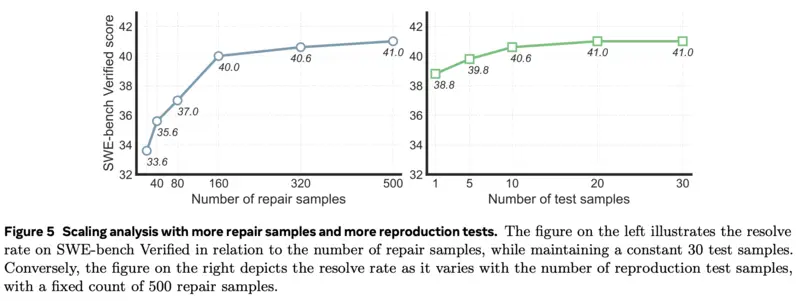 SWE-bench Verified score
42
40
38
36
34
32
33.6
35.6
37.0
40.0
40.6
41.0
40 80 160 320 500
Number of repair samples
42
40
38
36
34
32
38.8
39.8
40.6
41.0
41.0
1 5 10 20 30
Number of test samples
Figure 5 Scaling analysis with more repair samples and more reproduction tests. The figure on the left illustrates the resolve
rate on SWE-bench Verified in relation to the number of repair samples, while maintaining a constant 30 test samples.
Conversely, the figure on the right depicts the resolve rate as it varies with the number of reproduction test samples,
with a fixed count of 500 repair samples.